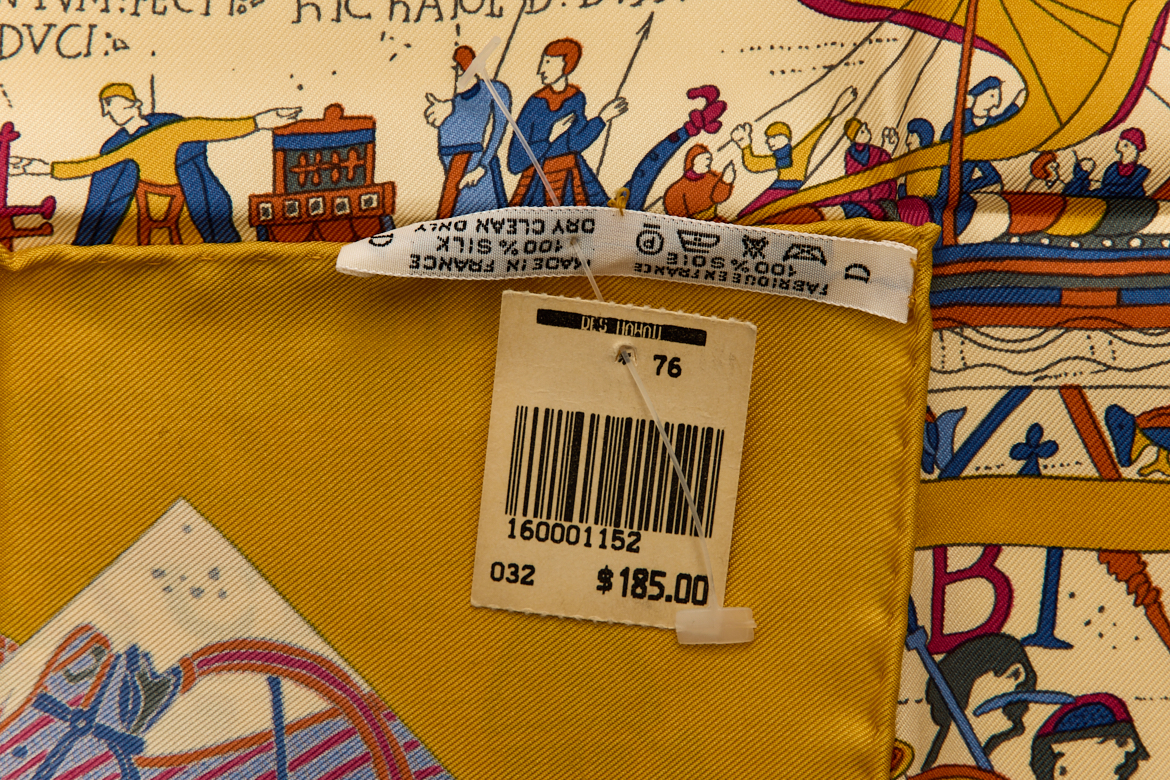 DVCI:
MADE IN FRANCE
100 % SILK
DRY CLEAN ONLY
D
FABRIQUE EN FRANCE
100 % SOIE
P
D
76
160001152
032
$185.00
BI